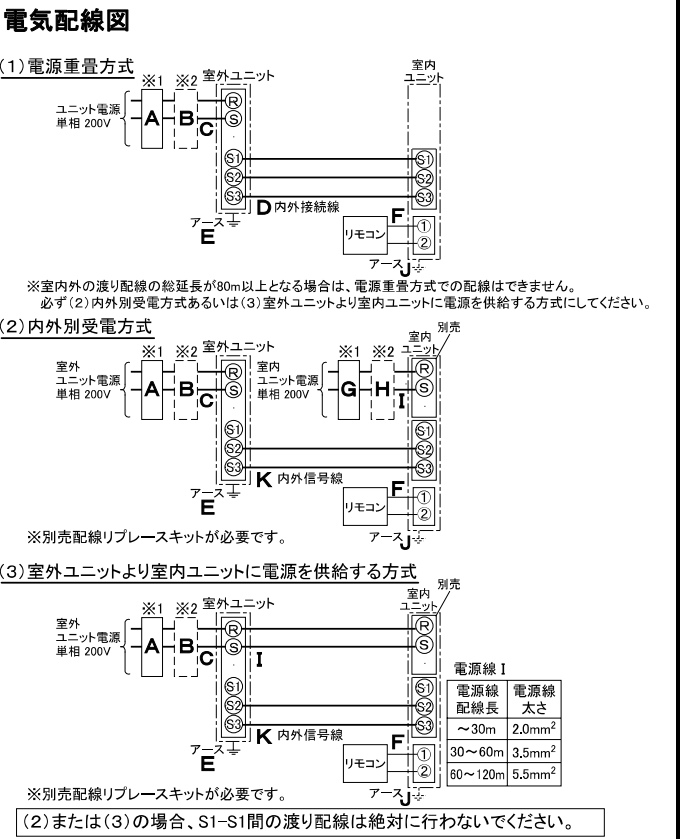 電気配線図
(1)電源重畳方式
※1 ※2 室外ユニット
室内
ユニット
ユニット電源
単相 200V
A
B
C
R
S
S1
S2
S3
S1
S2
S3
D 内外接続線
アース
E
リモコン
F
①
②
アース
J
※室内外の渡り配線の総延長が80m以上となる場合は、電源重畳方式での配線はできません。
必ず(2)内外別受電方式あるいは(3)室外ユニットより室内ユニットに電源を供給する方式にしてください。
(2)内外別受電方式
※1 ※2 室外ユニット
※1 ※2
室内
ユニット
別売
室外
ユニット電源
単相 200V
A
B
C
R
S
室内
ユニット電源
単相 200V
G
H
I
R
S
S1
S2
S3
S1
S2
S3
K 内外信号線
アース
E
リモコン
F
①
②
アース
J
※別売配線リプレースキットが必要です。
(3)室外ユニットより室内ユニットに電源を供給する方式
※1 ※2 室外ユニット
室内
ユニット
別売
室外
ユニット電源
単相 200V
A
B
C
R
S
I
R
S
S1
S2
S3
S1
S2
S3
K 内外信号線
アース
E
リモコン
F
①
②
アース
J
電源線 I
電源線 配線長 電源線 太さ
~30m 2.0mm²
30~60m 3.5mm²
60~120m 5.5mm²
※別売配線リプレースキットが必要です。
(2)または(3)の場合、S1-S1間の渡り配線は絶対に行わないでください。